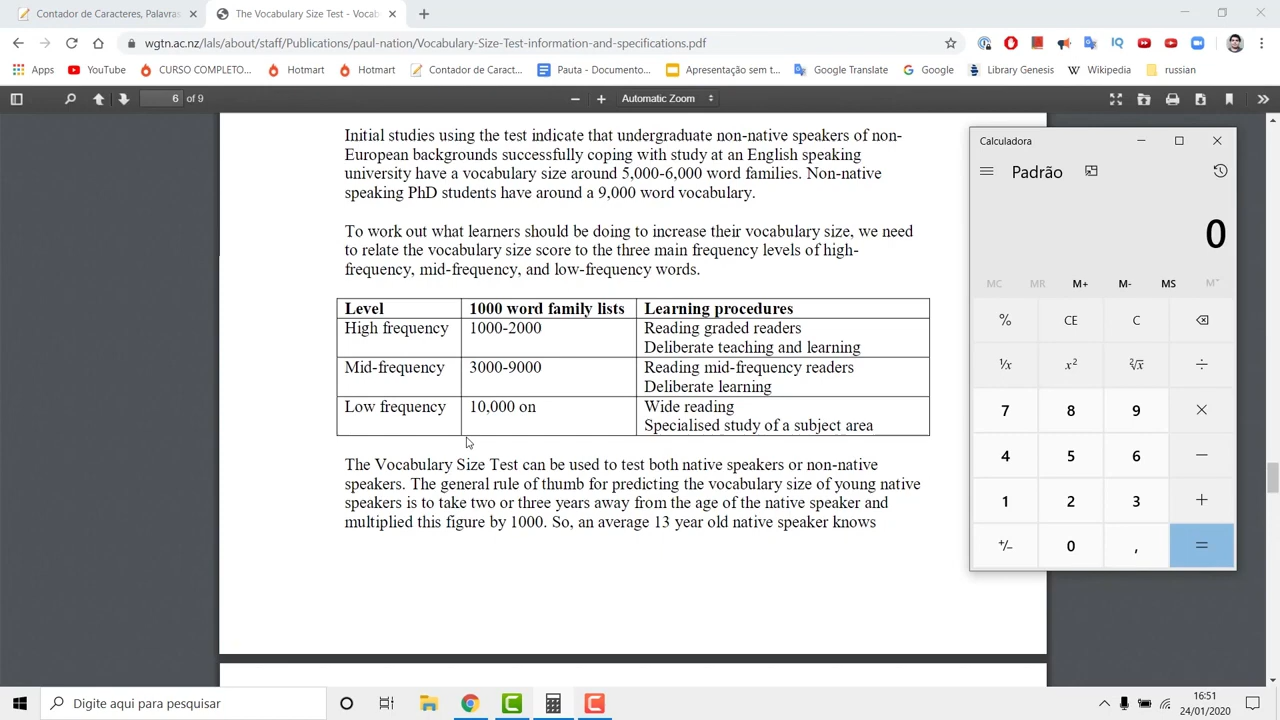 Contador de Caracteres, Palavras
The Vocabulary Size Test - Vocab
wgtn.ac.nz/lals/about/staff/Publications/paul-nation/Vocabulary-Size-Test-information-and-specifications.pdf
Apps YouTube CURSO COMPLETO... Hotmart Hotmart Contador de Caract... Pauta - Documento... Apresentação sem t... Google Translate Google Library Genesis Wikipedia russian
6 of 9 Automatic Zoom
Initial studies using the test indicate that undergraduate non-native speakers of non-
European backgrounds successfully coping with study at an English speaking
university have a vocabulary size around 5,000-6,000 word families. Non-native
speaking PhD students have around a 9,000 word vocabulary.
To work out what learners should be doing to increase their vocabulary size, we need
to relate the vocabulary size score to the three main frequency levels of high-
frequency, mid-frequency, and low-frequency words.
Level 1000 word family lists Learning procedures
High frequency 1000-2000 Reading graded readers
Deliberate teaching and learning
Mid-frequency 3000-9000 Reading mid-frequency readers
Deliberate learning
Low frequency 10,000 on Wide reading
Specialised study of a subject area
The Vocabulary Size Test can be used to test both native speakers or non-native
speakers. The general rule of thumb for predicting the vocabulary size of young native
speakers is to take two or three years away from the age of the native speaker and
multiplied this figure by 1000. So, an average 13 year old native speaker knows
Calculadora
Padrão
0
MC MR M+ M- MS M˅
% CE C
¹/x x² ²√x ÷
7 8 9 ×
4 5 6 −
1 2 3 +
+/− 0 , =
Digite aqui para pesquisar
16:51
24/01/2020